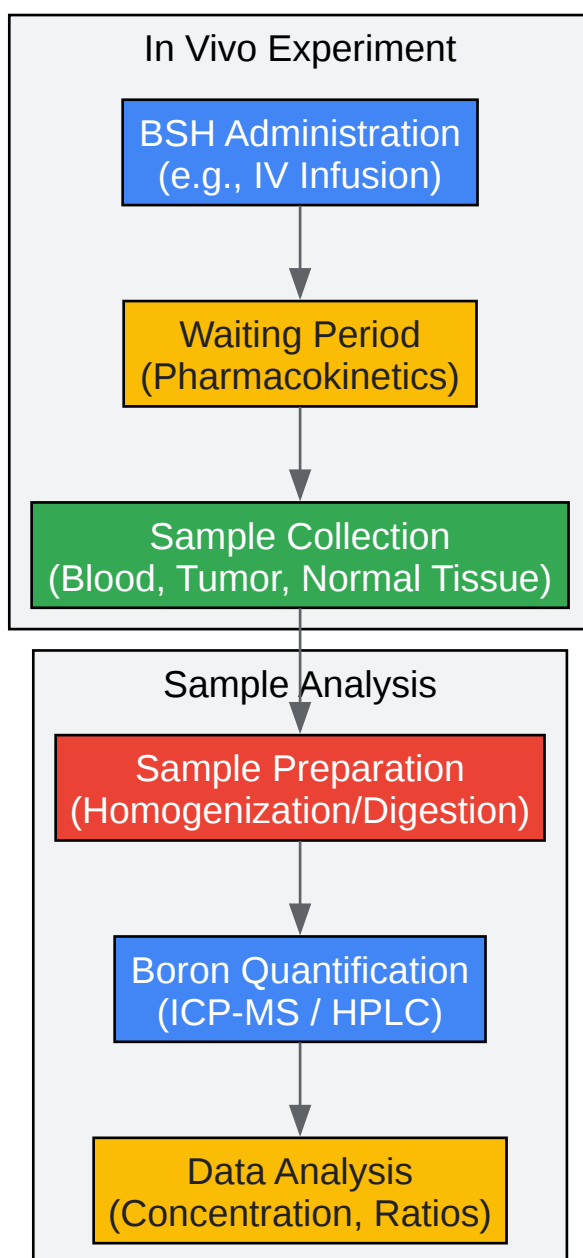 In Vivo Experiment
BSH Administration
(e.g., IV Infusion)
Waiting Period
(Pharmacokinetics)
Sample Collection
(Blood, Tumor, Normal Tissue)
Sample Analysis
Sample Preparation
(Homogenization/Digestion)
Boron Quantification
(ICP-MS / HPLC)
Data Analysis
(Concentration, Ratios)